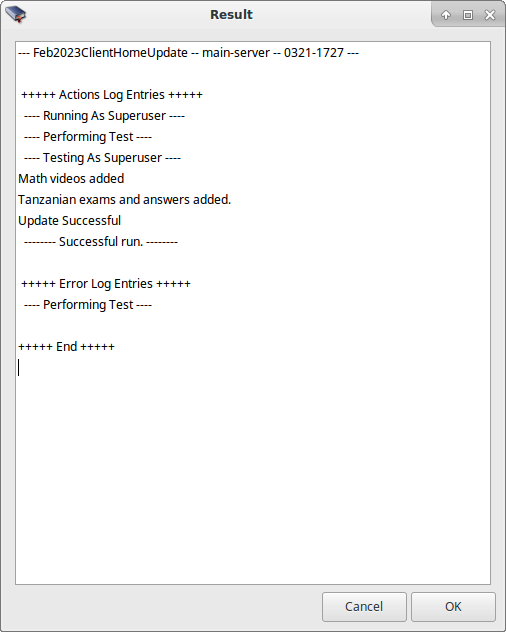 Result
--- Feb2023ClientHomeUpdate -- main-server -- 0321-1727 ---
+++++ Actions Log Entries +++++
---- Running As Superuser ----
---- Performing Test ----
---- Testing As Superuser ----
Math videos added
Tanzanian exams and answers added.
Update Successful
-------- Successful run. --------
+++++ Error Log Entries +++++
---- Performing Test ----
+++++ End +++++
Cancel
OK